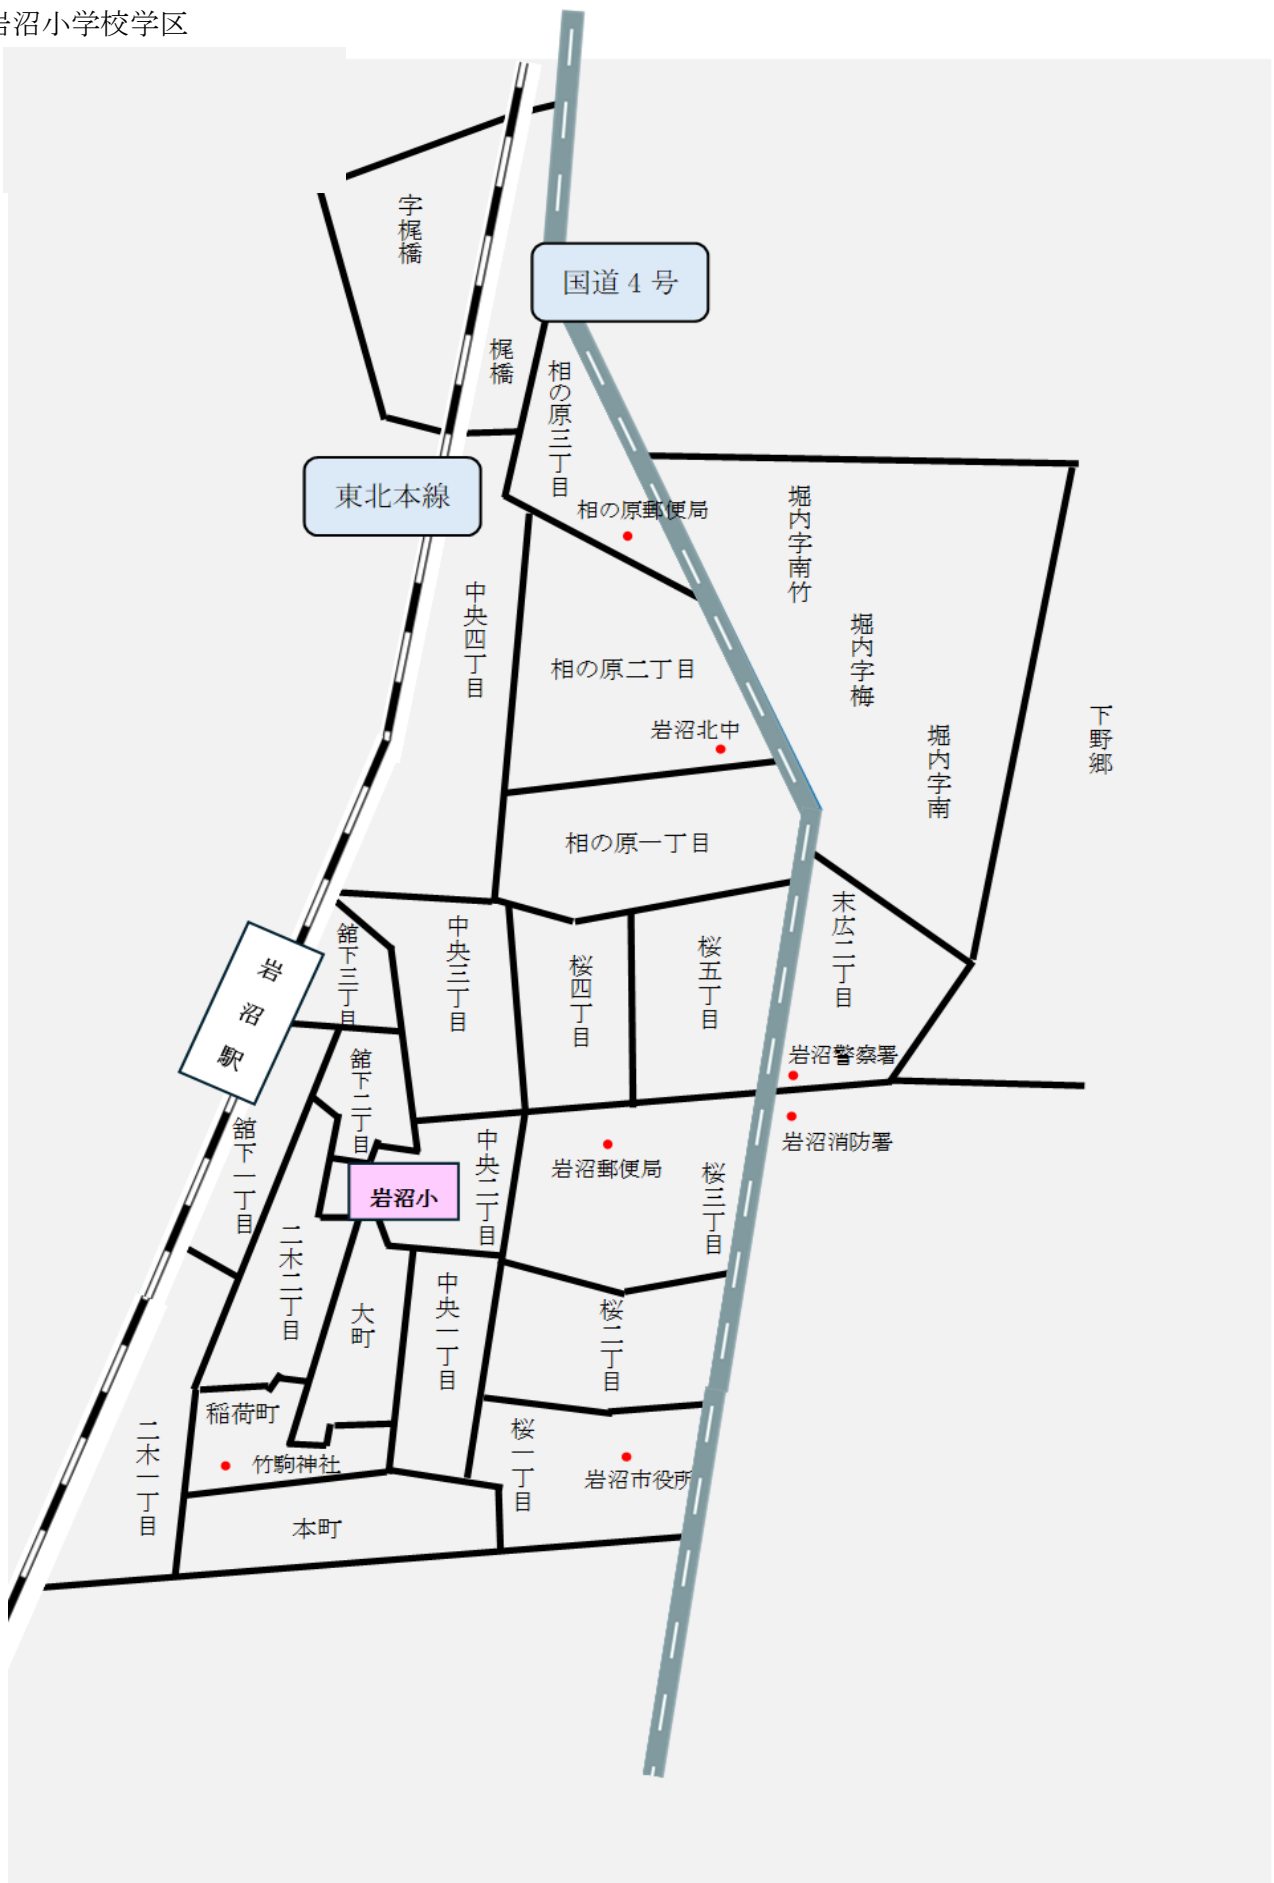 岩沼小学校学区
字梶橋
国道4号
梶橋
相の原三丁目
東北本線
相の原郵便局
堀内字南竹
中央四丁目
堀内字梅
相の原二丁目
下野郷
岩沼北中
堀内字南
相の原一丁目
末広二丁目
舘下三丁目
中央三丁目
桜四丁目
桜五丁目
岩沼駅
岩沼警察署
舘下二丁目
岩沼消防署
舘下一丁目
中央二丁目
岩沼郵便局
桜三丁目
岩沼小
二木二丁目
大町
中央一丁目
桜二丁目
稲荷町
二木一丁目
竹駒神社
桜一丁目
岩沼市役所
本町